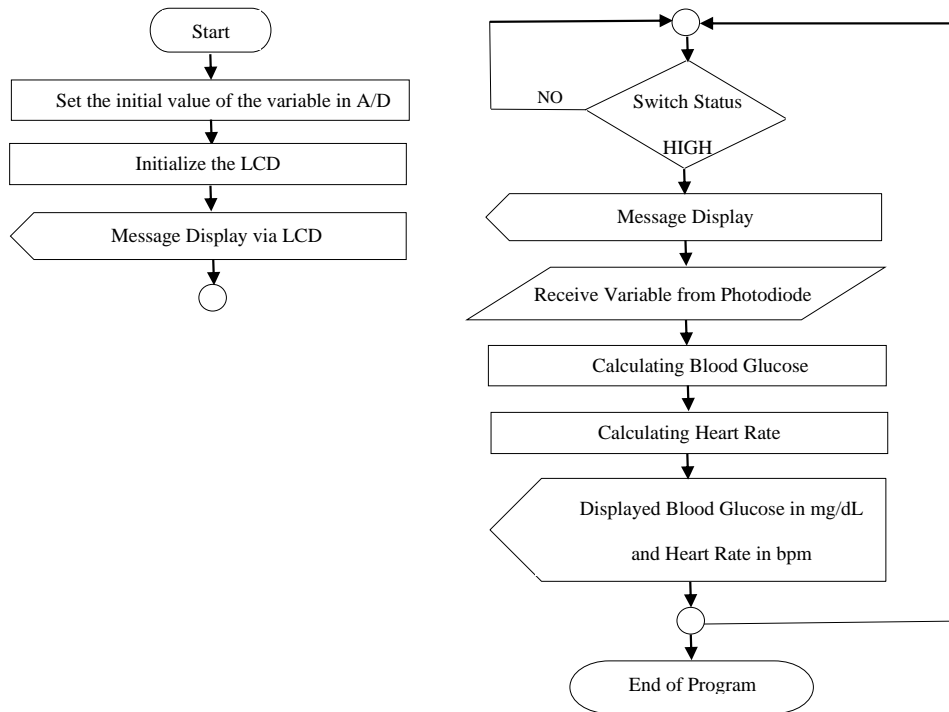 Start
Set the initial value of the variable in A/D
Initialize the LCD
Message Display via LCD
Switch Status
NO
HIGH
Message Display
Receive Variable from Photodiode
Calculating Blood Glucose
Calculating Heart Rate
Displayed Blood Glucose in mg/dL
and Heart Rate in bpm
End of Program